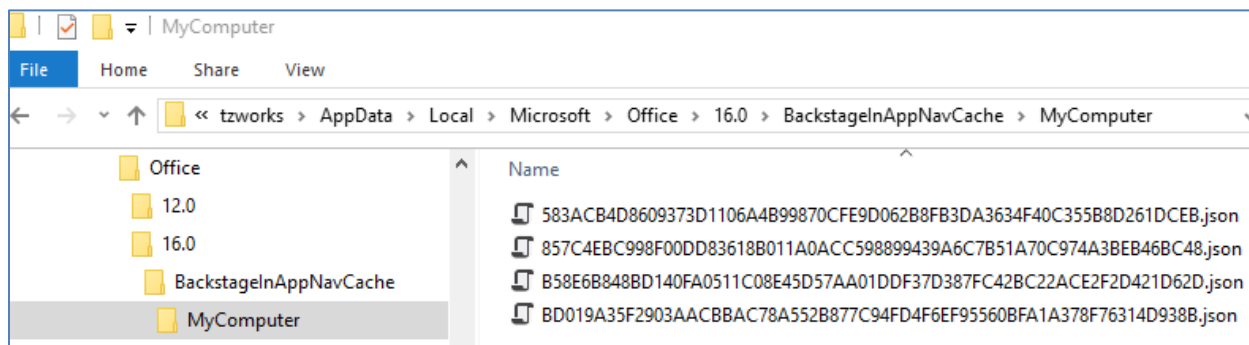 MyComputer
File Home Share View
« tzworks > AppData > Local > Microsoft > Office > 16.0 > BackstageInAppNavCache > MyComputer
Office
12.0
16.0
BackstageInAppNavCache
MyComputer
Name
583ACB4D8609373D1106A4B99870CFE9D062B8FB3DA3634F40C355B8D261DCEB.json
857C4EBC998F00DD83618B011A0ACC598899439A6C7B51A70C974A3BEB46BC48.json
B58E6B848BD140FA0511C08E45D57AA01DDF37D387FC42BC22ACE2F2D421D62D.json
BD019A35F2903AACBBAC78A552B877C94FD4F6EF95560BFA1A378F76314D938B.json